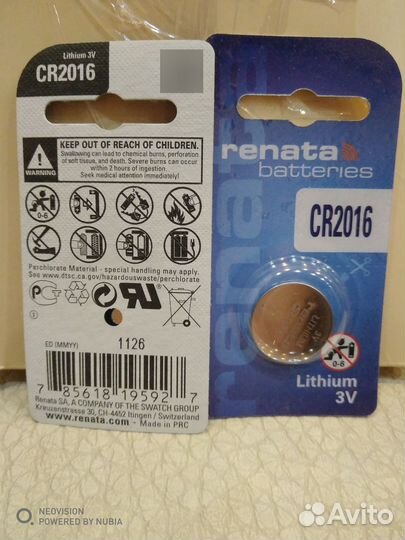 Lithium 3V
CR2016
WARNING
KEEP OUT OF REACH OF CHILDREN.
Swallowing can lead to chemical burns, perforation
of soft tissue, and death. Severe burns can occur
within 2 hours of ingestion.
Seek medical attention immediately!
0-6
Perchlorate Material - special handling may apply.
See www.dtsc.ca.gov/hazardouswaste/perchlorate
ED (MMYY) 1126
7 85618 19592 7
Renata SA, A COMPANY OF THE SWATCH GROUP
Kreuzenstrasse 30, CH-4452 Itingen / Switzerland
www.renata.com - Made in PRC
renata
batteries
CR2016
Lithium
3V
0-6
Lithium
3V
renata
NEOVISION
POWERED BY NUBIA
Avito